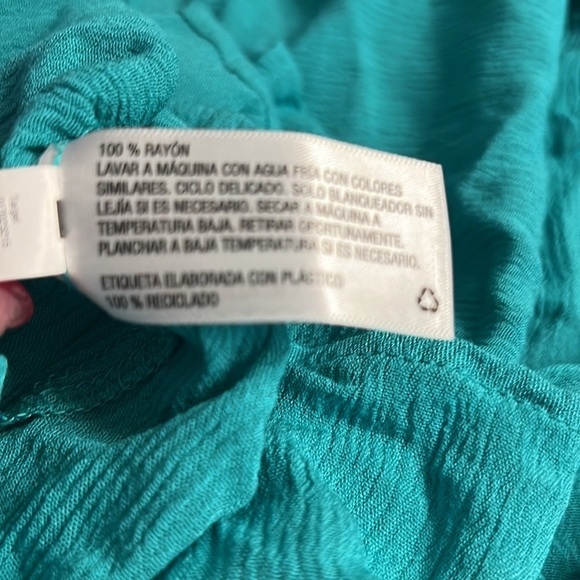 100 % RAYÓN
LAVAR A MÁQUINA CON AGUA FRÍA CON COLORES
SIMILARES. CICLO DELICADO. SOLO BLANQUEADOR SIN
LEJÍA SI ES NECESARIO. SECAR A MÁQUINA A
TEMPERATURA BAJA. RETIRAR OPORTUNAMENTE.
PLANCHAR A BAJA TEMPERATURA SI ES NECESARIO.
ETIQUETA ELABORADA CON PLÁSTICO
100 % RECICLADO